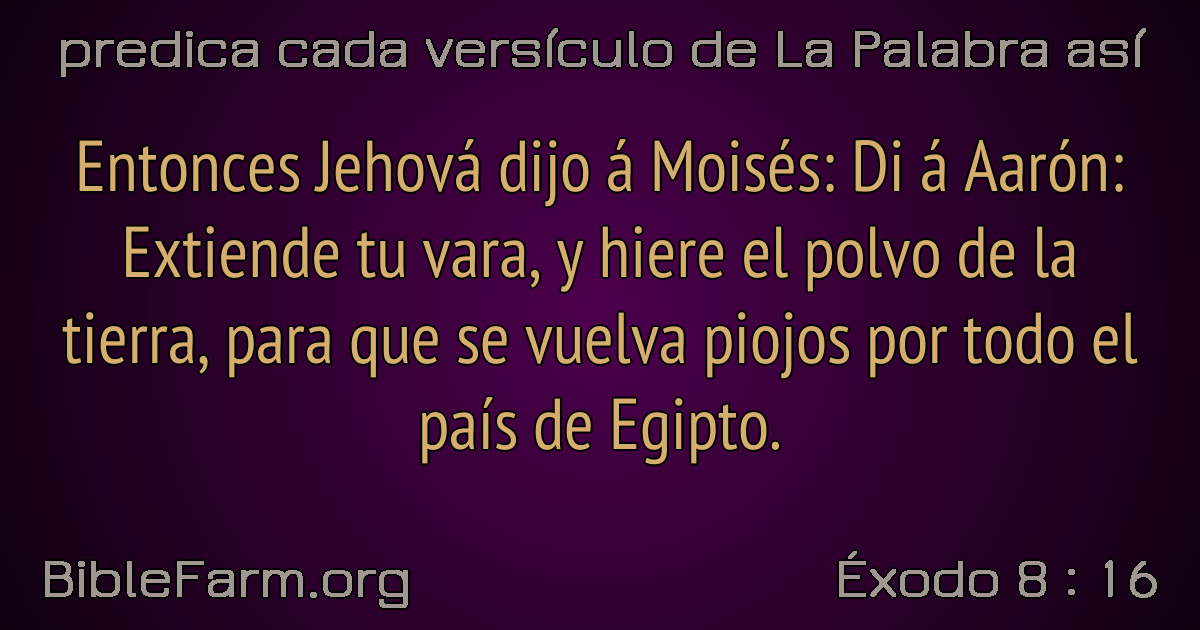 predica cada versículo de La Palabra así
Entonces Jehová dijo á Moisés: Di á Aarón:
Extiende tu vara, y hiere el polvo de la
tierra, para que se vuelva piojos por todo el
país de Egipto.
BibleFarm.org
Éxodo 8 : 16